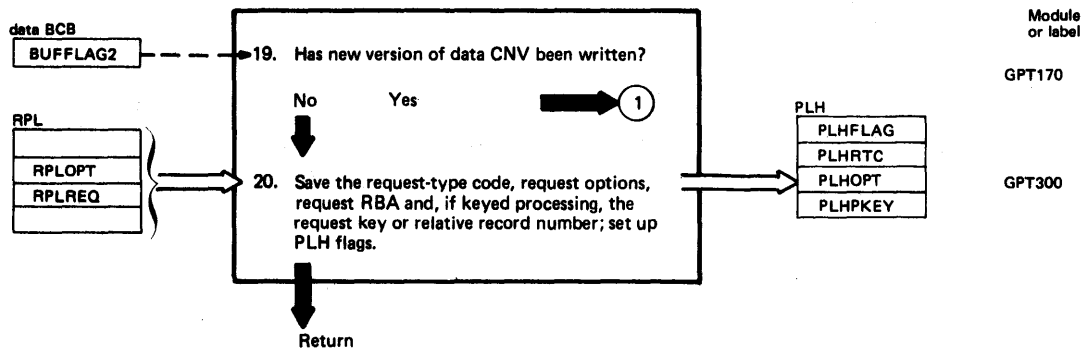 Module
or label
data BCB
BUFFLAG2
19. Has new version of data CNV been written?
GPT170
No Yes 1
RPL
RPLOPT
RPLREQ
20. Save the request-type code, request options,
request RBA and, if keyed processing, the
request key or relative record number; set up
PLH flags.
PLH
PLHFLAG
PLHRTC
PLHOPT
PLHPKEY
GPT300
Return